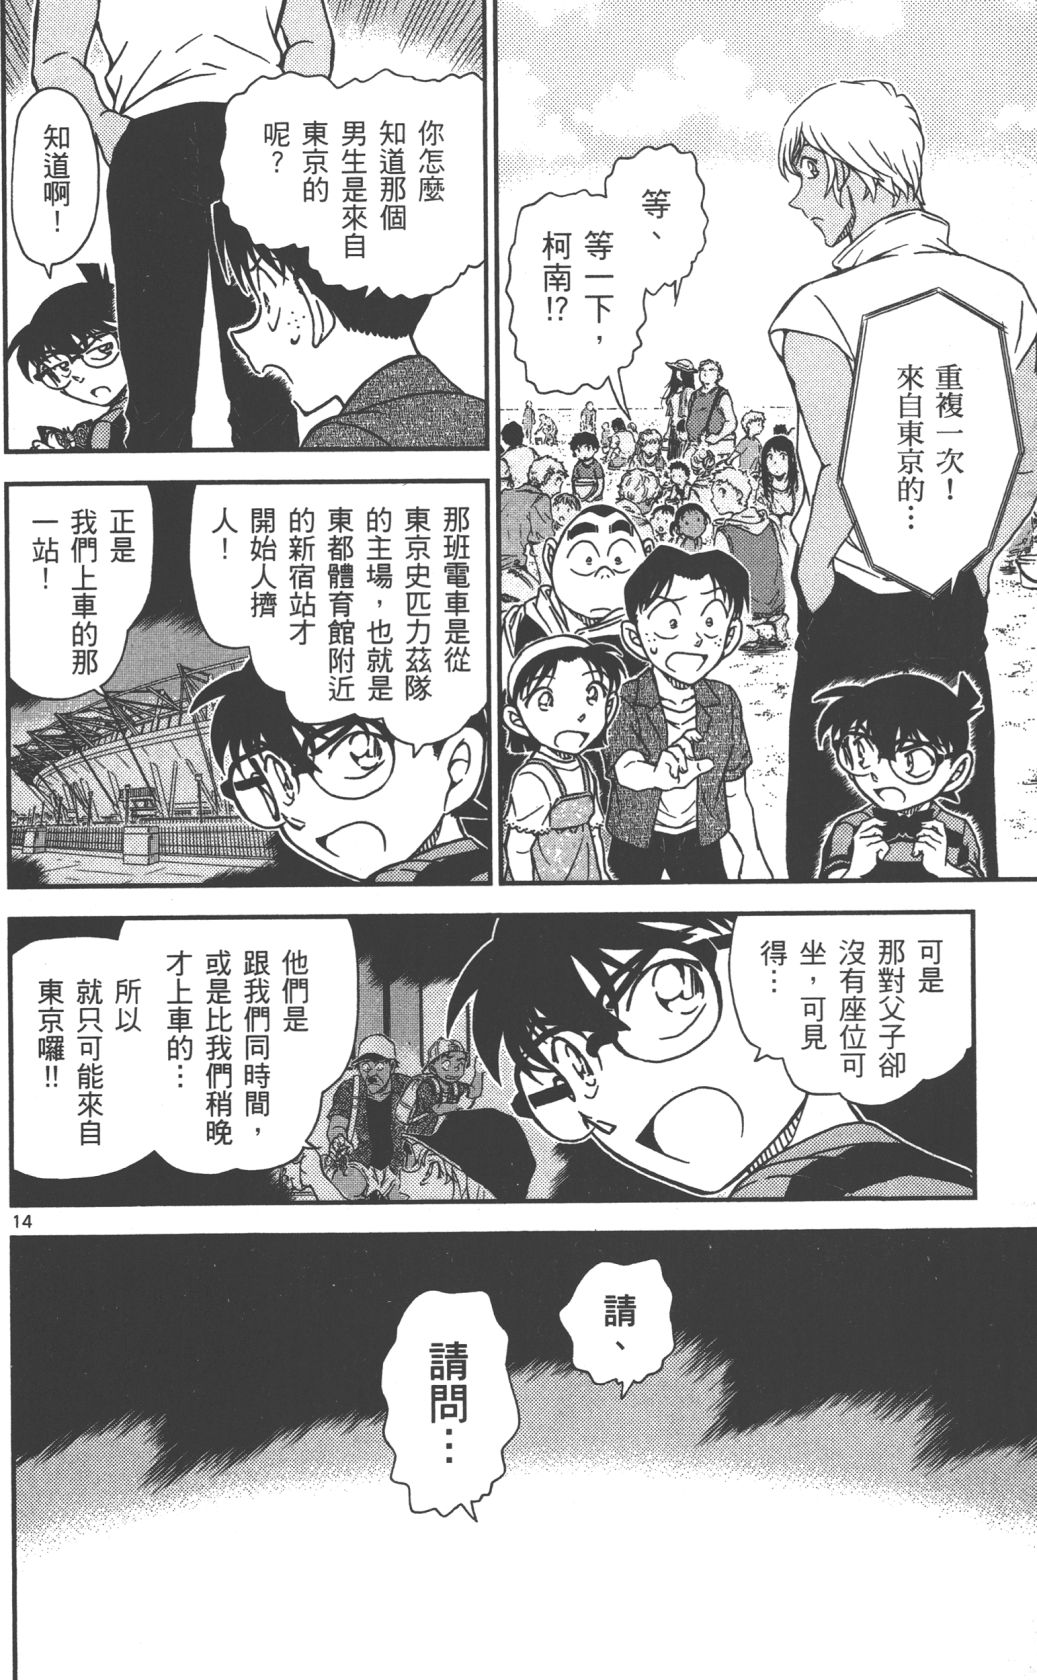 重複一次！
來自東京的…
等、
等一下，
柯南!?
你怎麼
知道那個
男生是來自
東京的
呢？
知道啊！
那班電車是從
東京史匹力茲隊
的主場，也就是
東都體育館附近
的新宿站才
開始人擠
人！
正是
我們上車的那
一站！
可是
那對父子卻
沒有座位可
坐，可見
得…
他們是
跟我們同時間，
或是比我們稍晚
才上車的…
所以
就只可能來自
東京囉!!
14
請、
請問…